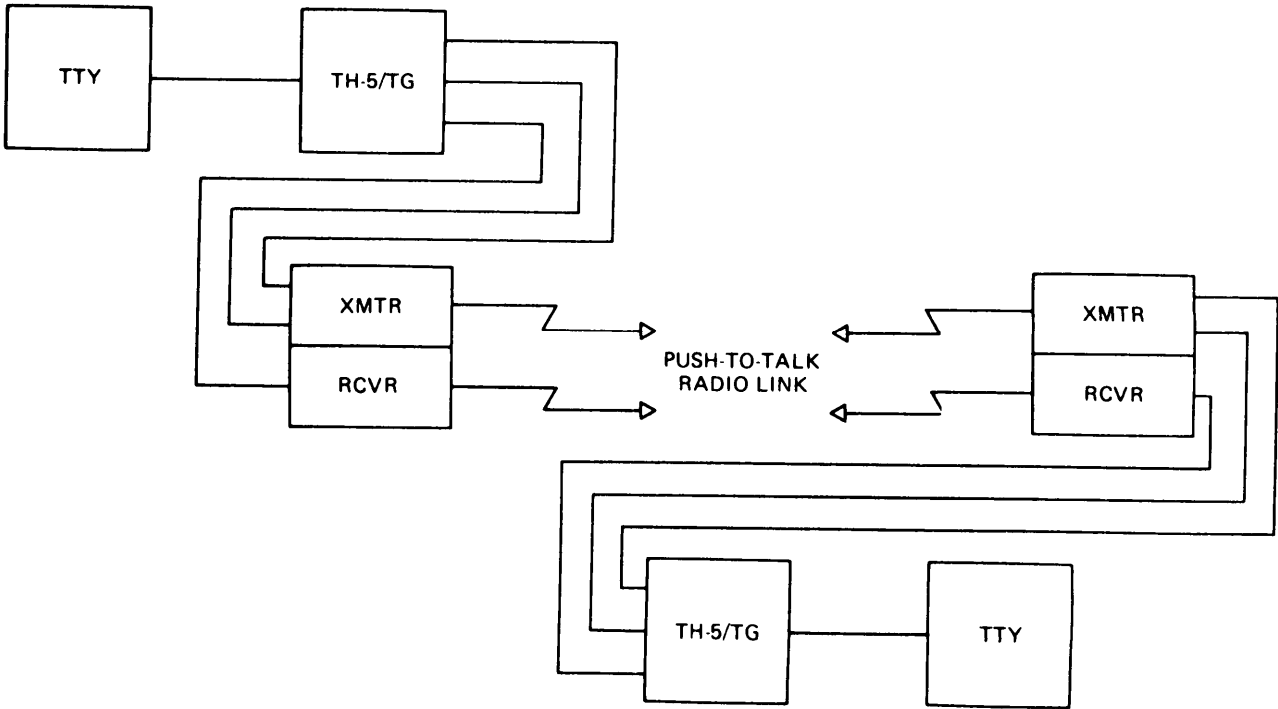 TTY
TH-5/TG
XMTR
RCVR
PUSH-TO-TALK
RADIO LINK
XMTR
RCVR
TH-5/TG
TTY